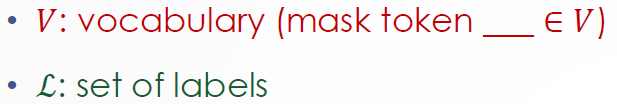 • V: vocabulary (mask token ___ ∈ V)
• ℒ: set of labels